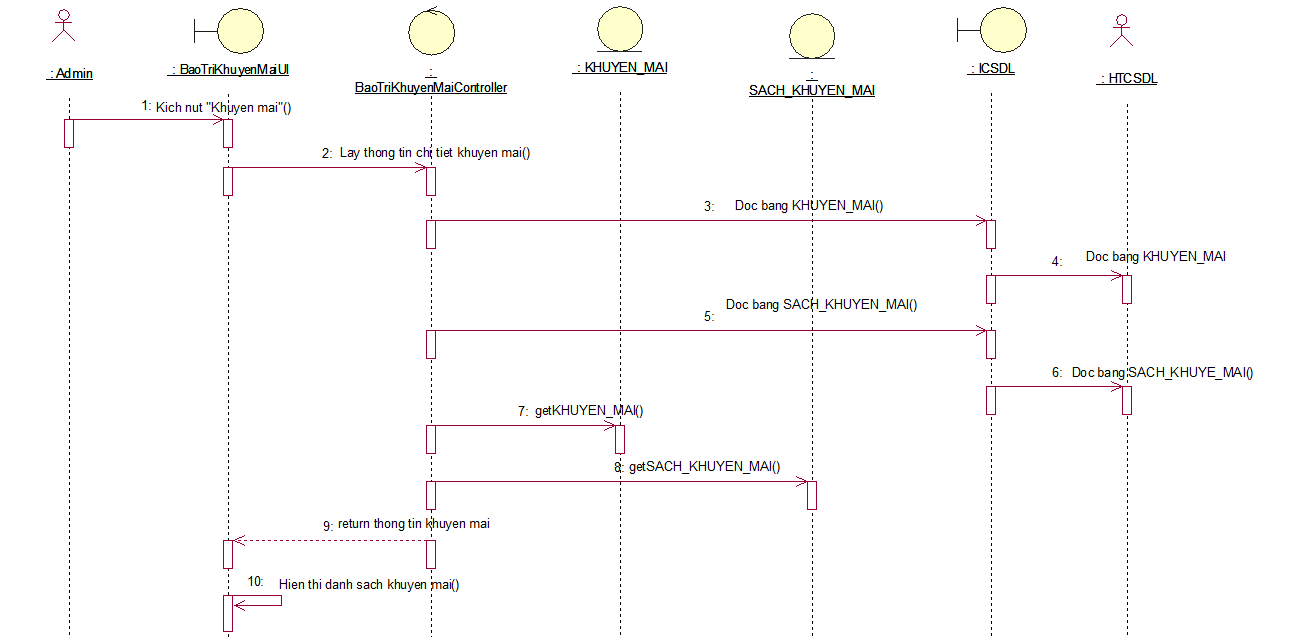 : Admin
: BaoTriKhuyenMaiUI
:
BaoTriKhuyenMaiController
: KHUYEN_MAI
:
SACH_KHUYEN_MAI
: ICSDL
: HTCSDL
1: Kich nut "Khuyen mai"()
2: Lay thong tin chi tiet khuyen mai()
3: Doc bang KHUYEN_MAI()
4: Doc bang KHUYEN_MAI
5: Doc bang SACH_KHUYEN_MAI()
6: Doc bang SACH_KHUYE_MAI()
7: getKHUYEN_MAI()
8: getSACH_KHUYEN_MAI()
9: return thong tin khuyen mai
10: Hien thi danh sach khuyen mai()